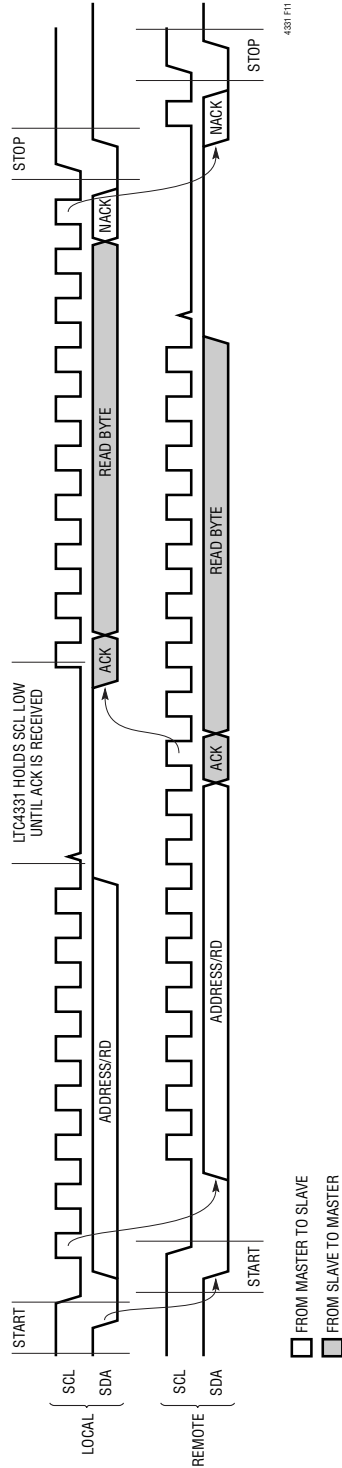 START
LTC4331 HOLDS SCL LOW
UNTIL ACK IS RECEIVED
STOP
LOCAL
SCL
SDA
ADDRESS/RD
ACK
READ BYTE
NACK
REMOTE
SCL
SDA
ADDRESS/RD
ACK
READ BYTE
NACK
START
STOP
FROM MASTER TO SLAVE
FROM SLAVE TO MASTER
4331 F11